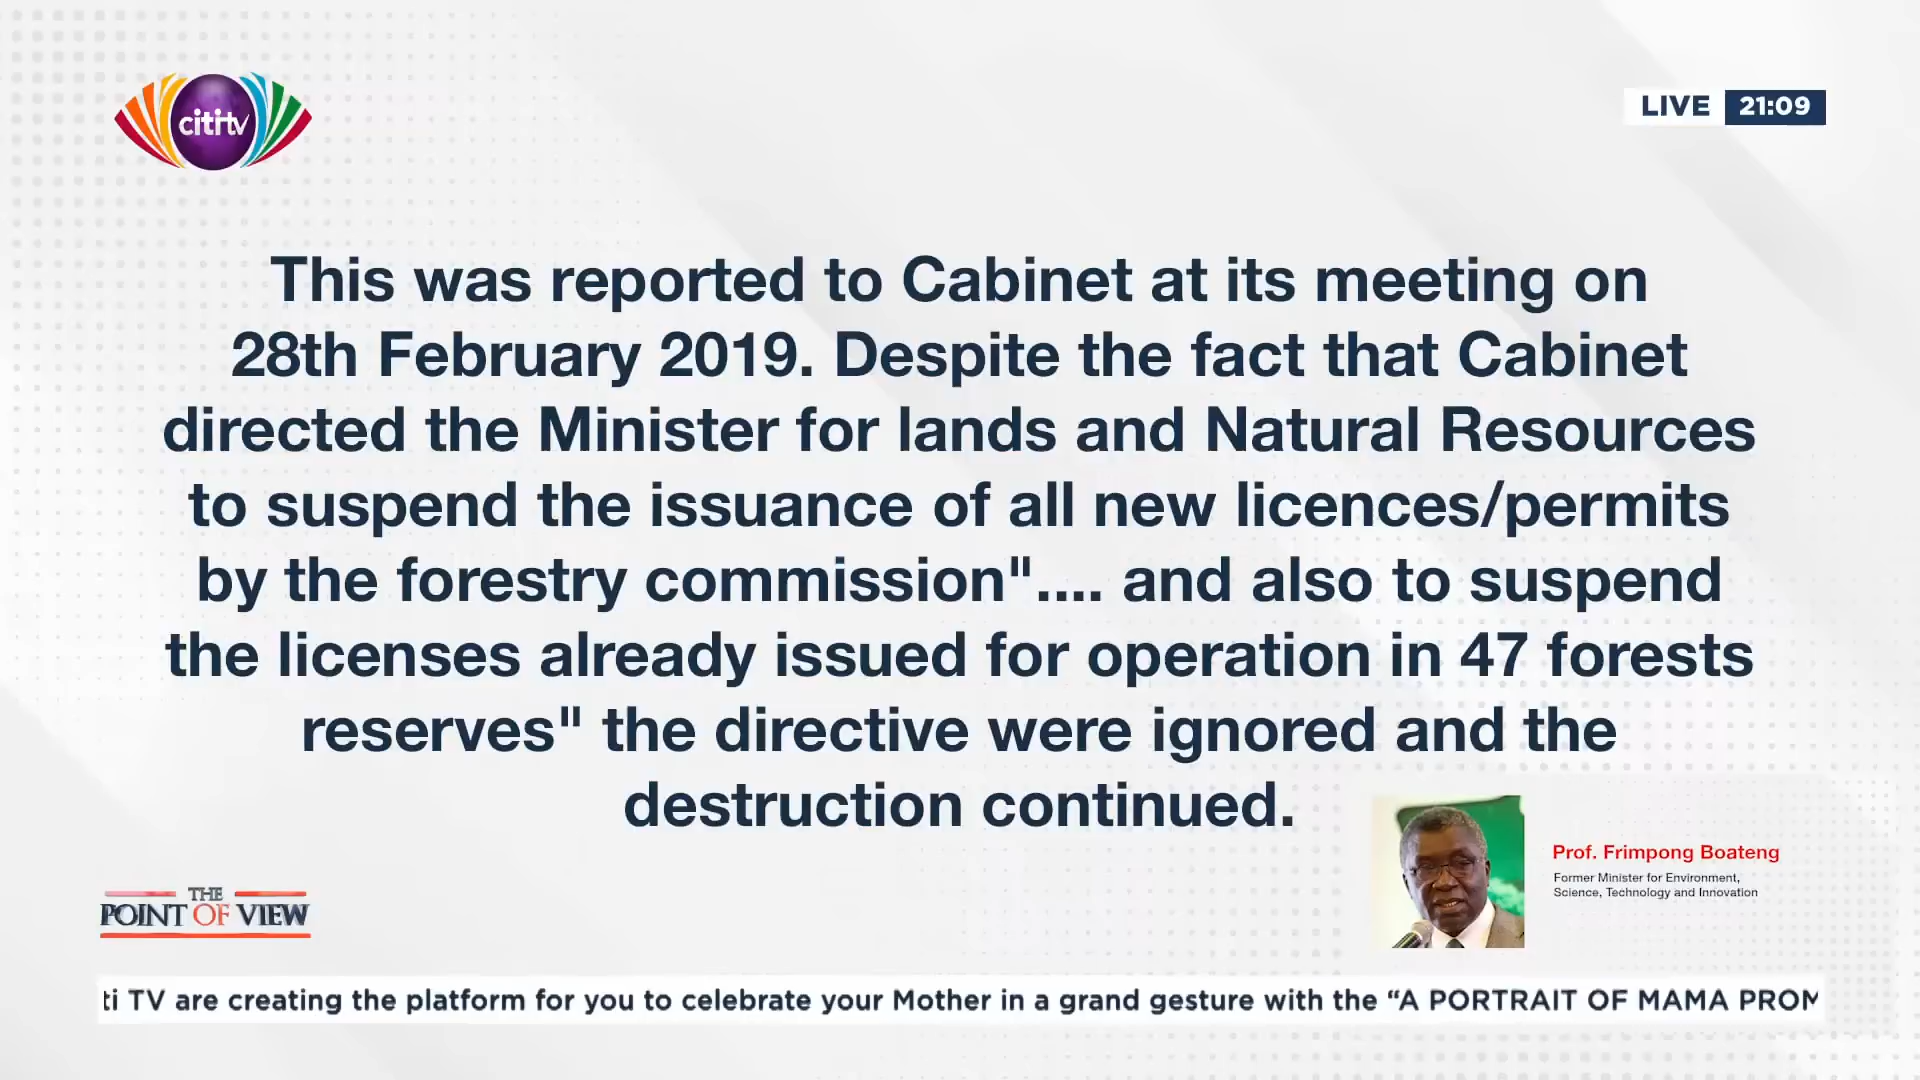 cititv
LIVE 21:09
This was reported to Cabinet at its meeting on
28th February 2019. Despite the fact that Cabinet
directed the Minister for lands and Natural Resources
to suspend the issuance of all new licences/permits
by the forestry commission".... and also to suspend
the licenses already issued for operation in 47 forests
reserves" the directive were ignored and the
destruction continued.
Prof. Frimpong Boateng
Former Minister for Environment,
Science, Technology and Innovation
THE
POINT OF VIEW
ti TV are creating the platform for you to celebrate your Mother in a grand gesture with the “A PORTRAIT OF MAMA PROM